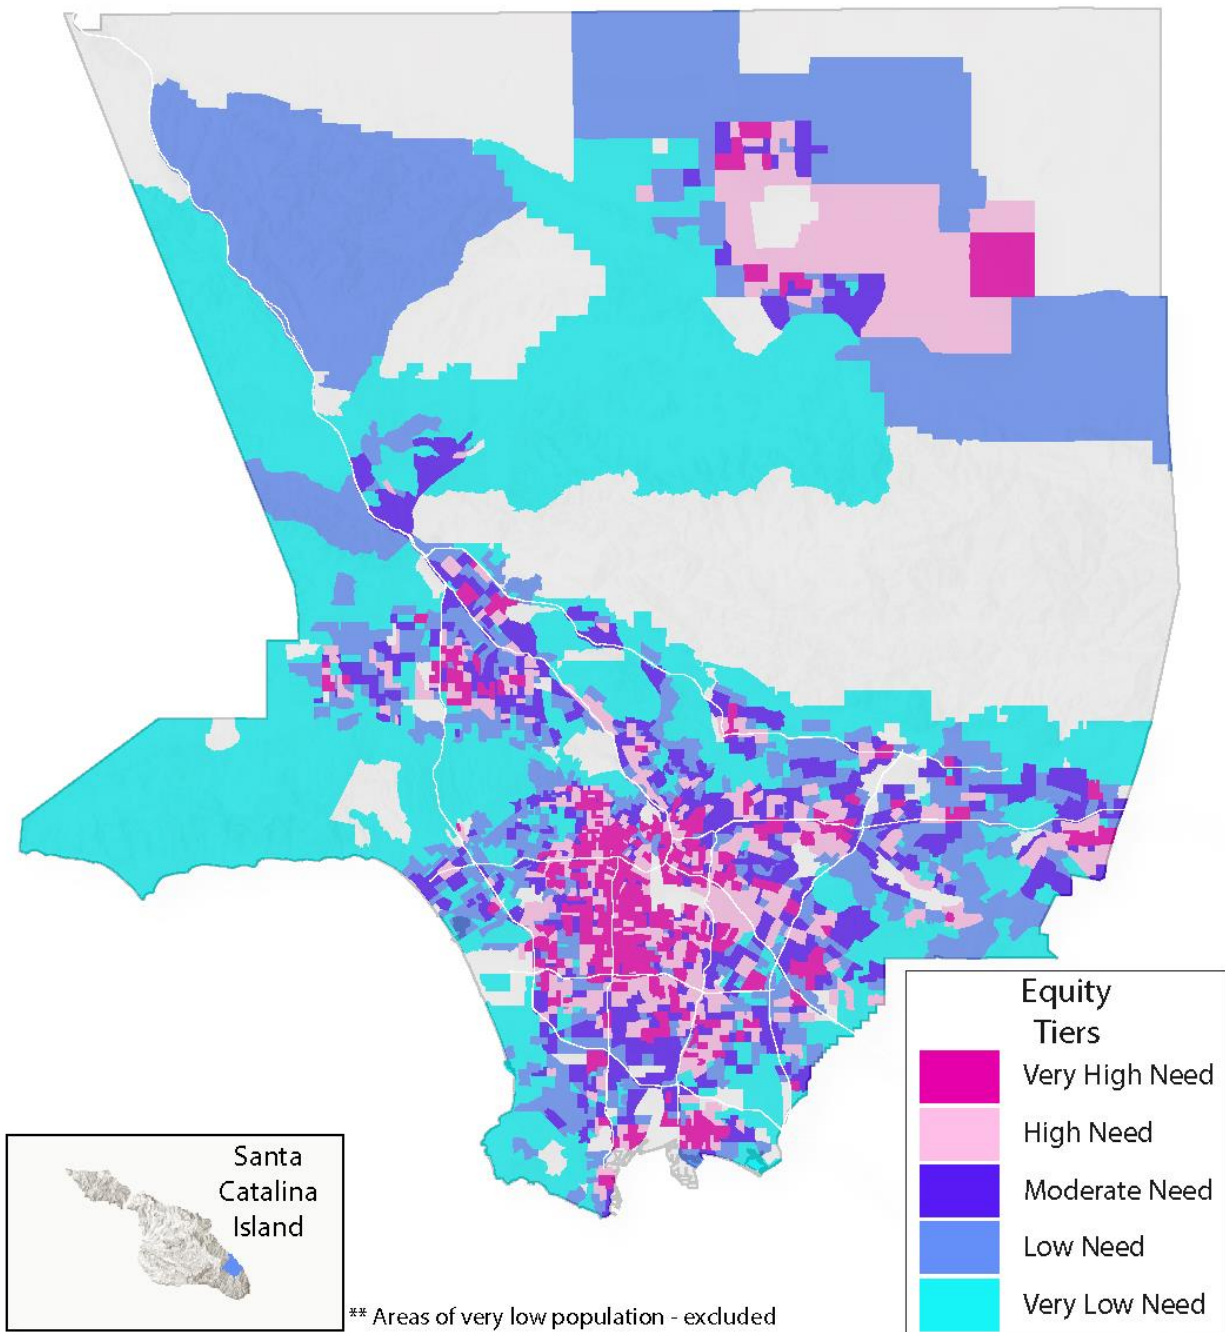 Equity
Tiers
Very High Need
High Need
Moderate Need
Low Need
Very Low Need
Santa
Catalina
Island
** Areas of very low population - excluded